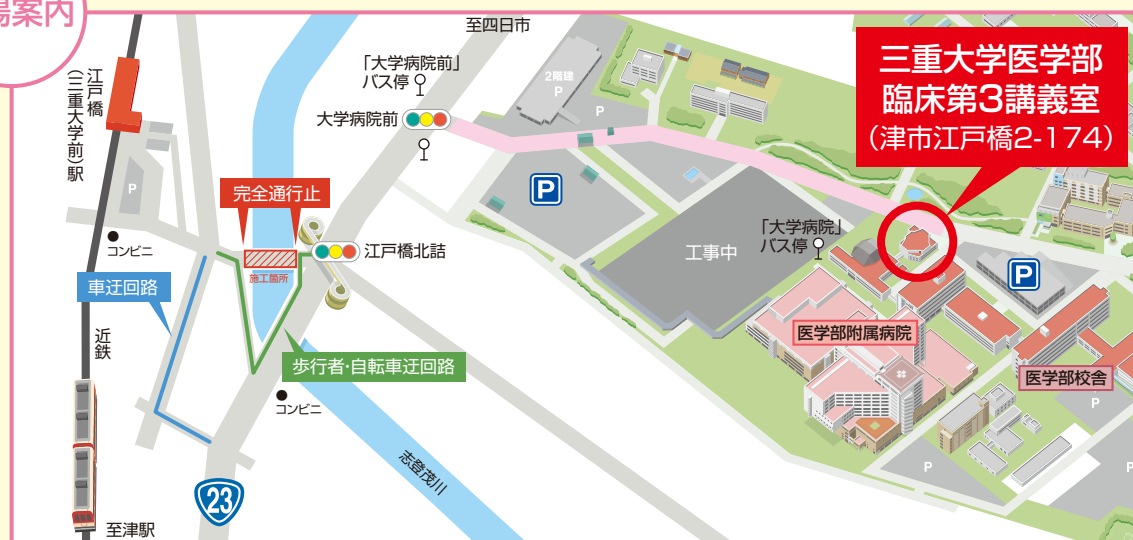 場案内
至四日市
「大学病院前」
バス停
大学病院前
江戸橋
(三重大学前)駅
P
コンビニ
完全通行止
江戸橋北詰
施工箇所
車迂回路
近鉄
歩行者・自転車迂回路
コンビニ
志登茂川
23
至津駅
2階建
P
P
P
工事中
「大学病院」
バス停
三重大学医学部
臨床第3講義室
(津市江戸橋2-174)
P
医学部附属病院
医学部校舎
P
P
P
P